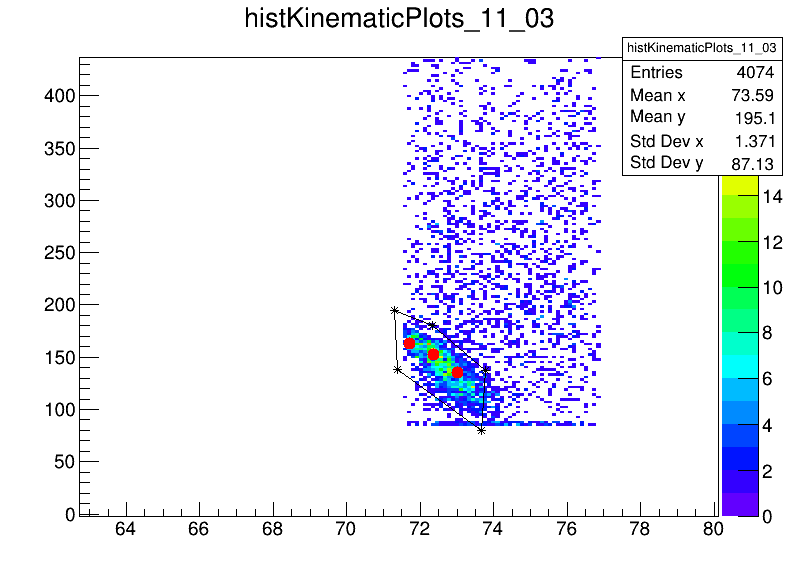 histKinematicPlots_11_03
histKinematicPlots_11_03
Entries 4074
Mean x 73.59
Mean y 195.1
Std Dev x 1.371
Std Dev y 87.13
400
350
300
250
200
150
100
50
0
14
12
10
8
6
4
2
0
64 66 68 70 72 74 76 78 80